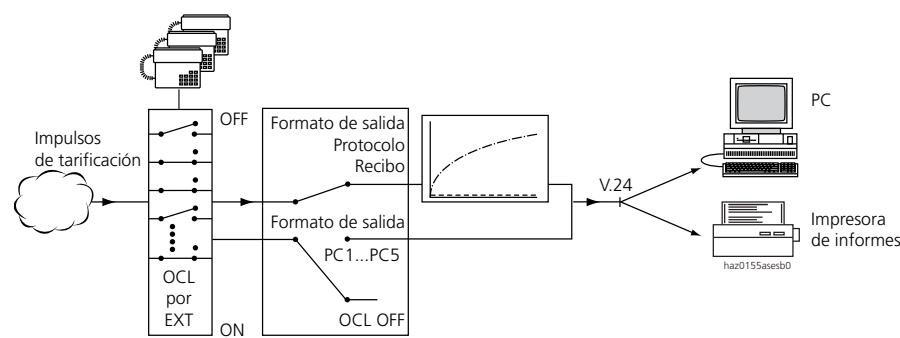 Impulsos
de tarificación
OFF
OCL
por
EXT
ON
Formato de salida
Protocolo
Recibo
Formato de salida
PC1...PC5
OCL OFF
V.24
PC
Impresora
de informes
haz0155asesb0